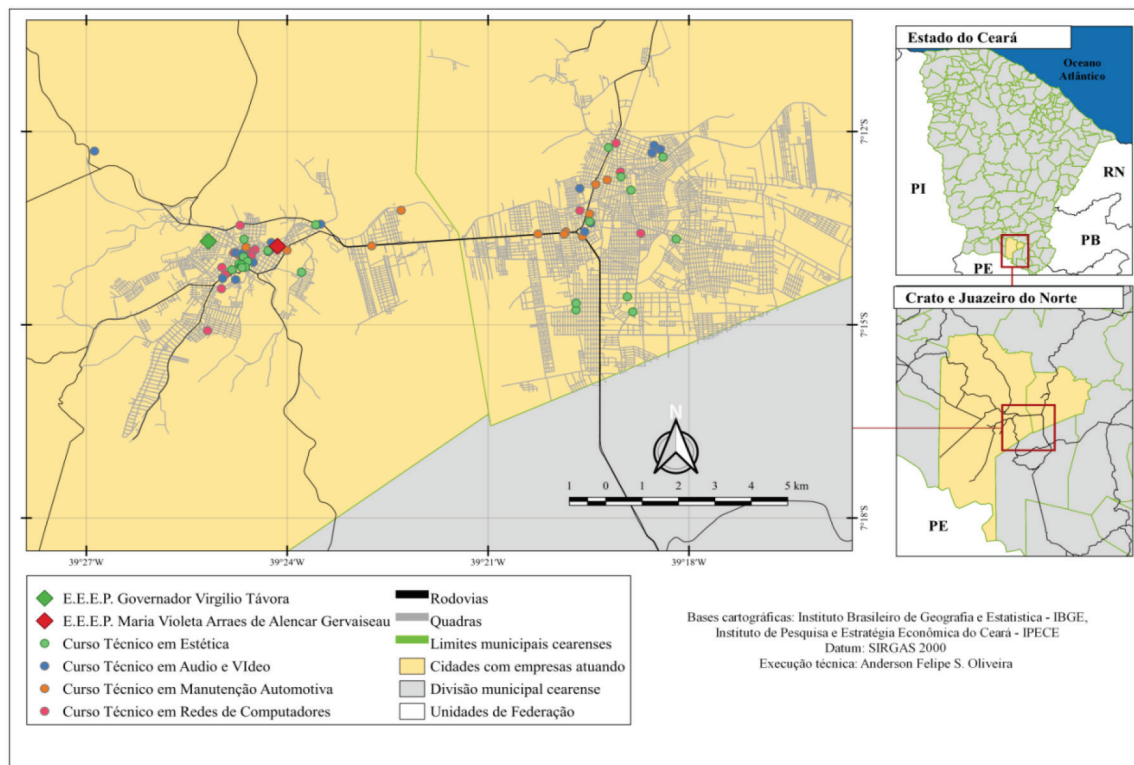 7°12'S
7°15'S
7°18'S
39°27'W
39°24'W
39°21'W
39°18'W
N
1 0 1 2 3 4 5 km
Estado do Ceará
Oceano
Atlântico
PI
RN
PB
PE
Crato e Juazeiro do Norte
PE
E.E.E.P. Governador Virgilio Távora
E.E.E.P. Maria Violeta Arraes de Alencar Gervaiseau
Curso Técnico em Estética
Curso Técnico em Audio e VIdeo
Curso Técnico em Manutenção Automotiva
Curso Técnico em Redes de Computadores
Rodovias
Quadras
Limites municipais cearenses
Cidades com empresas atuando
Divisão municipal cearense
Unidades de Federação
Bases cartográficas: Instituto Brasileiro de Geografia e Estatistica - IBGE,
Instituto de Pesquisa e Estratégia Econômica do Ceará - IPECE
Datum: SIRGAS 2000
Execução técnica: Anderson Felipe S. Oliveira